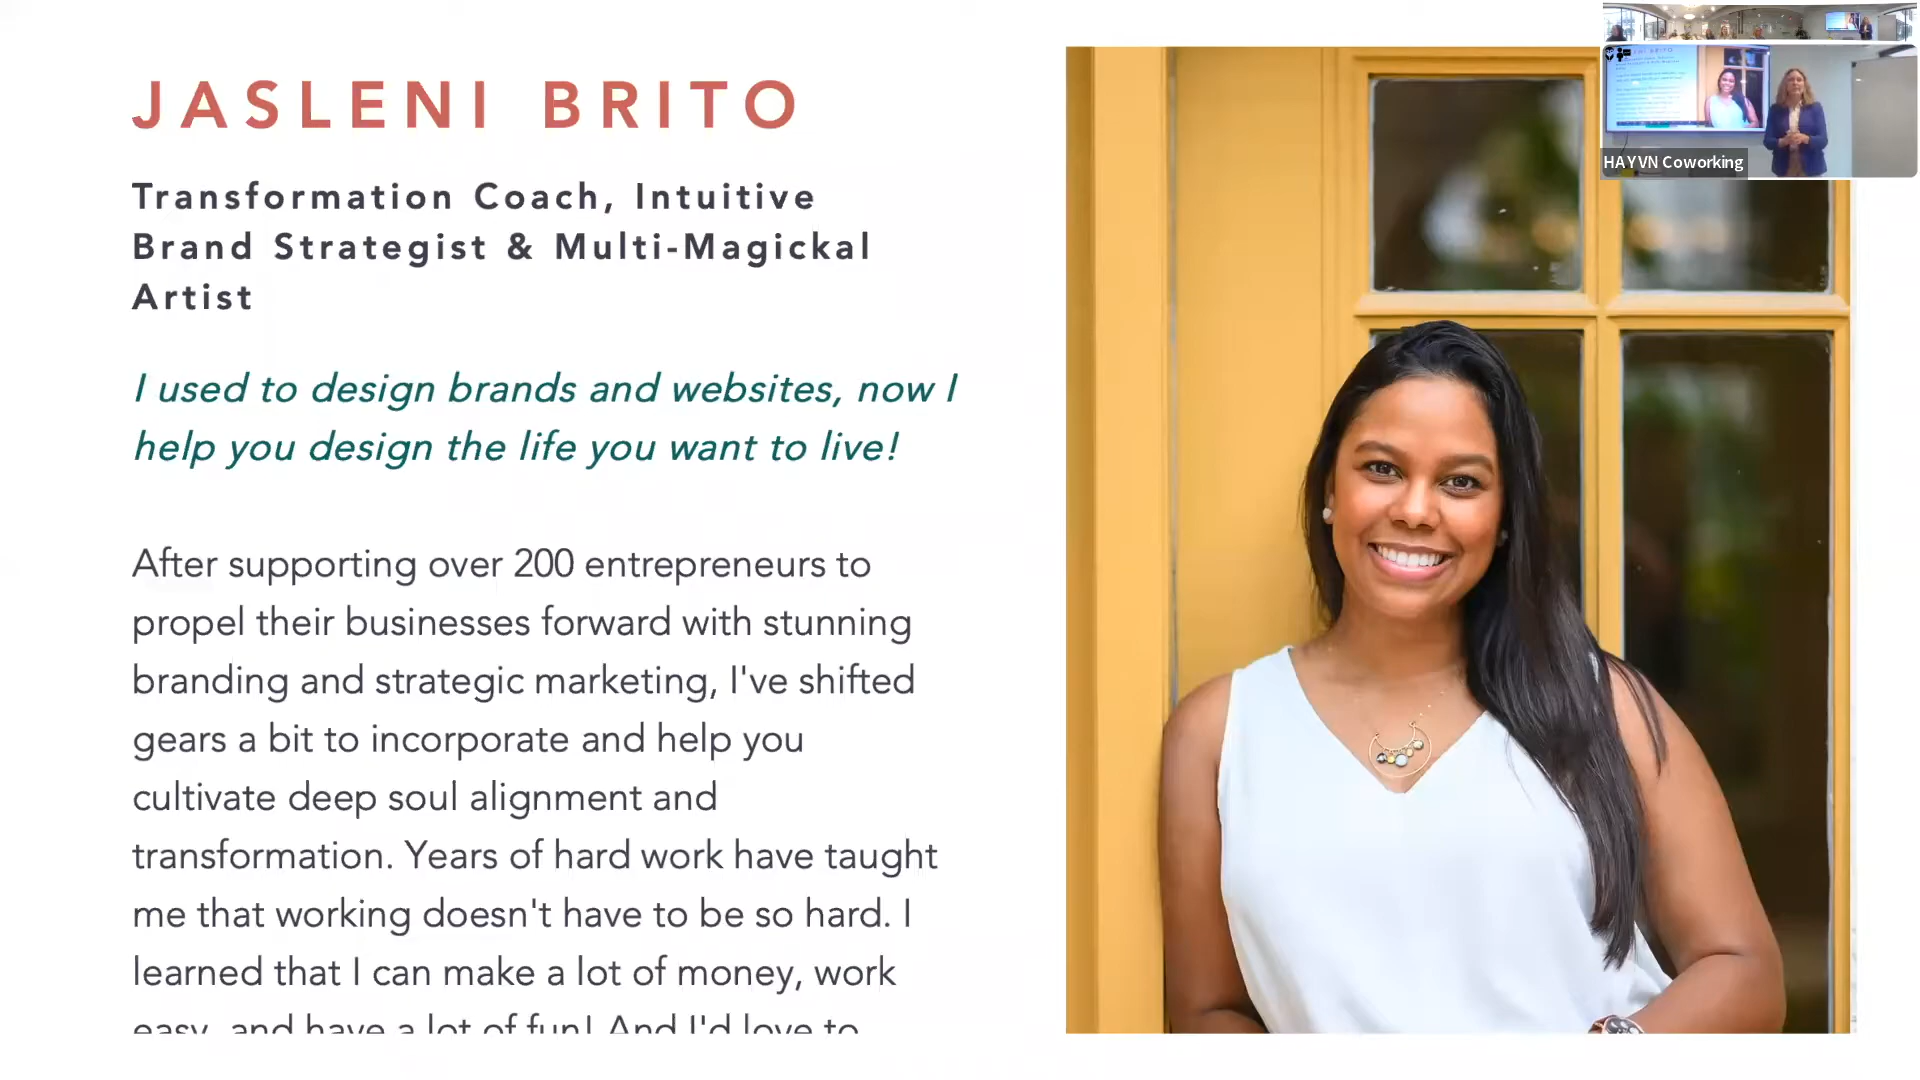 JASLENI BRITO
Transformation Coach, Intuitive
Brand Strategist & Multi-Magickal
Artist
I used to design brands and websites, now I
help you design the life you want to live!
After supporting over 200 entrepreneurs to
propel their businesses forward with stunning
branding and strategic marketing, I've shifted
gears a bit to incorporate and help you
cultivate deep soul alignment and
transformation. Years of hard work have taught
me that working doesn't have to be so hard. I
learned that I can make a lot of money, work
easy, and have a lot of fun! And I'd love to
HAYVN Coworking